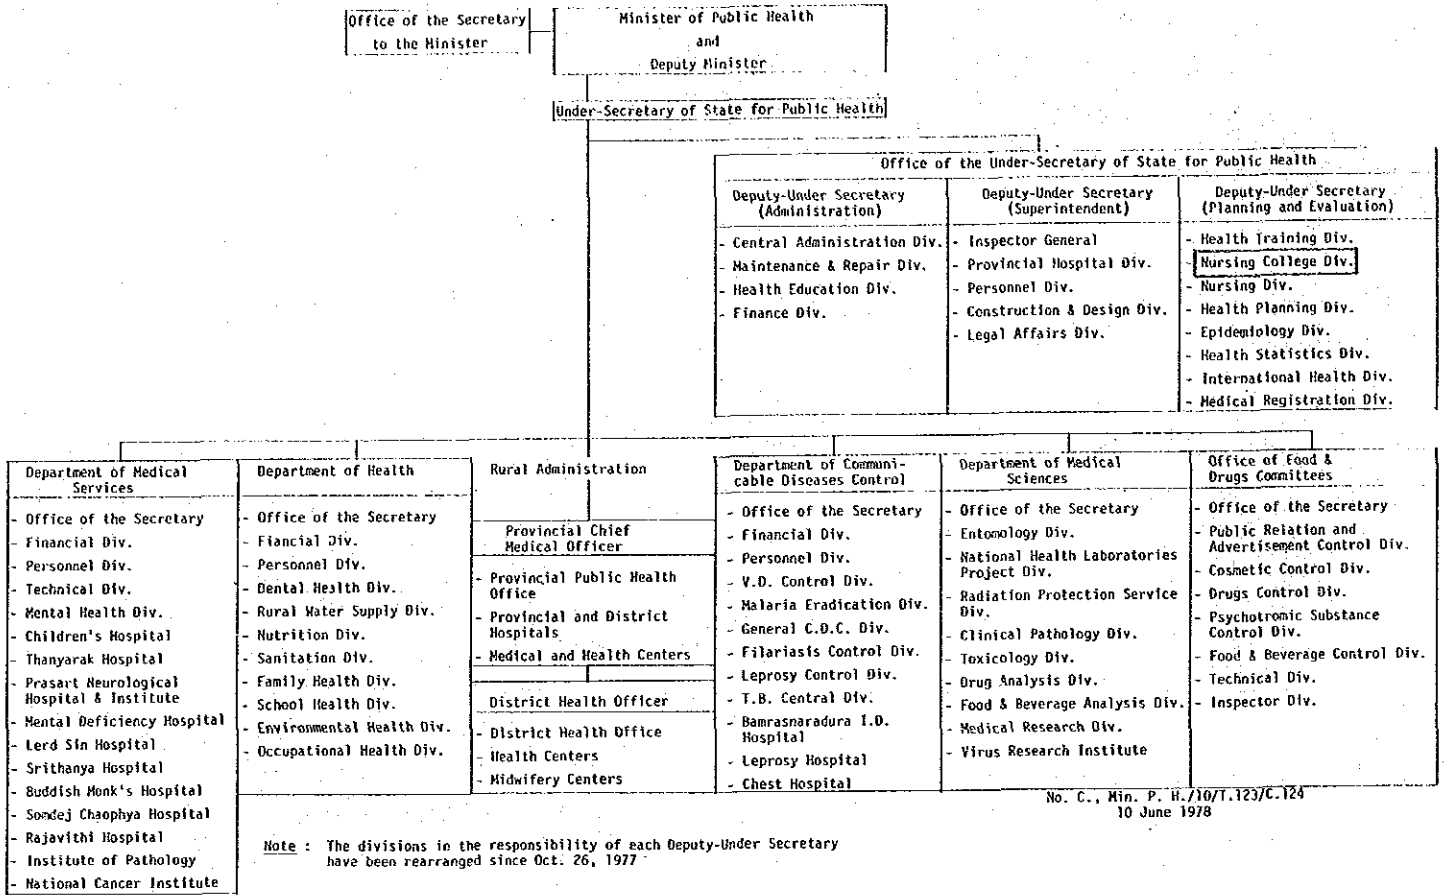 Office of the Secretary
to the Minister
Minister of Public Health
and
Deputy Minister
Under-Secretary of State for Public Health
Office of the Under-Secretary of State for Public Health
Deputy-Under Secretary
(Administration)
- Central Administration Div.
- Maintenance & Repair Div.
- Health Education Div.
- Finance Div.
Deputy-Under Secretary
(Superintendent)
- Inspector General
- Provincial Hospital Div.
- Personnel Div.
- Construction & Design Div.
- Legal Affairs Div.
Deputy-Under Secretary
(Planning and Evaluation)
- Health Training Div.
- Nursing College Div.
- Nursing Div.
- Health Planning Div.
- Epidemiology Div.
- Health Statistics Div.
- International Health Div.
- Medical Registration Div.
Department of Medical
Services
- Office of the Secretary
- Financial Div.
- Personnel Div.
- Technical Div.
- Mental Health Div.
- Children's Hospital
- Thanyarak Hospital
- Prasart Neurological
Hospital & Institute
- Mental Deficiency Hospital
- Lerd Sin Hospital
- Srithanya Hospital
- Buddish Monk's Hospital
- Somdej Chaophya Hospital
- Rajavithi Hospital
- Institute of Pathology
- National Cancer Institute
Department of Health
- Office of the Secretary
- Fiancial Div.
- Personnel Div.
- Dental Health Div.
- Rural Water Supply Div.
- Nutrition Div.
- Sanitation Div.
- Family Health Div.
- School Health Div.
- Environmental Health Div.
- Occupational Health Div.
Rural Administration
Provincial Chief
Medical Officer
- Provincial Public Health
Office
- Provincial and District
Hospitals
- Medical and Health Centers
District Health Officer
- District Health Office
- Health Centers
- Midwifery Centers
Department of Communi-
cable Diseases Control
- Office of the Secretary
- Financial Div.
- Personnel Div.
- V.D. Control Div.
- Malaria Eradication Div.
- General C.D.C. Div.
- Filariasis Control Div.
- Leprosy Control Div.
- T.B. Central Div.
- Bamrasnaradura I.D.
Hospital
- Leprosy Hospital
- Chest Hospital
Department of Medical
Sciences
- Office of the Secretary
- Entomology Div.
- National Health Laboratories
Project Div.
- Radiation Protection Service
Div.
- Clinical Pathology Div.
- Toxicology Div.
- Drug Analysis Div.
- Food & Beverage Analysis Div.
- Medical Research Div.
- Virus Research Institute
Office of Food &
Drugs Committees
- Office of the Secretary
- Public Relation and
Advertisement Control Div.
- Cosmetic Control Div.
- Drugs Control Div.
- Psychotromic Substance
Control Div.
- Food & Beverage Control Div.
- Technical Div.
- Inspector Div.
No. C., Min. P. H./10/T.123/C.124
10 June 1978
Note : The divisions in the responsibility of each Deputy-Under Secretary
have been rearranged since Oct. 26, 1977